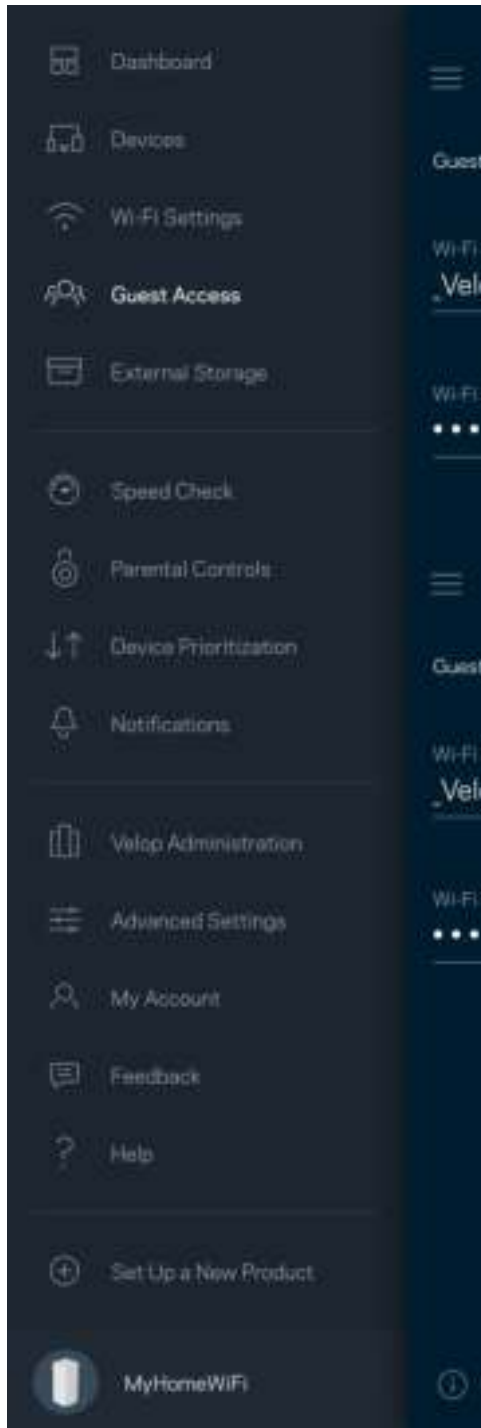 Dashboard
Devices
Wi-Fi Settings
Guest Access
External Storage
Speed Check
Parental Controls
Device Prioritization
Notifications
Velop Administration
Advanced Settings
My Account
Feedback
Help
Set Up a New Product
MyHomeWiFi
Guest
Wi-Fi
_Vel
Wi-Fi
Guest
Wi-Fi
_Vel
Wi-Fi